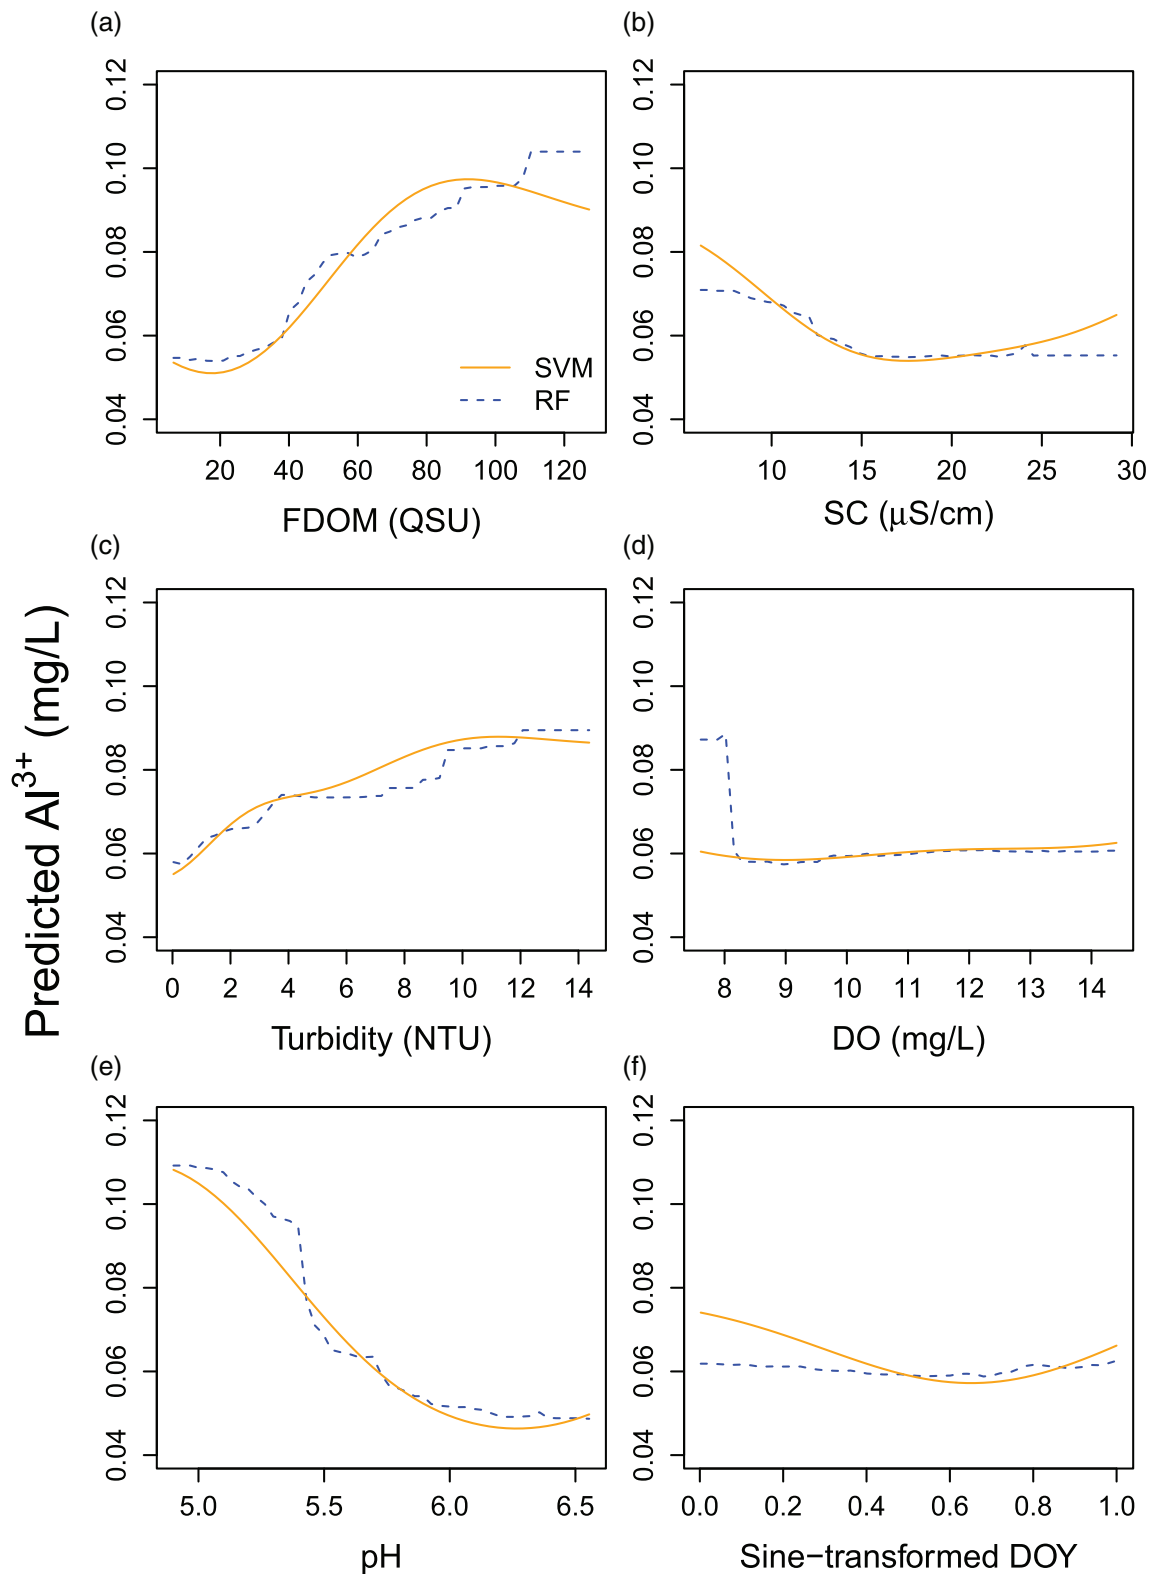 (a)
0.04 0.06 0.08 0.10 0.12
SVM
RF
20 40 60 80 100 120
FDOM (QSU)
(b)
0.04 0.06 0.08 0.10 0.12
10 15 20 25 30
SC (μS/cm)
Predicted Al³⁺ (mg/L)
(c)
0.04 0.06 0.08 0.10 0.12
0 2 4 6 8 10 12 14
Turbidity (NTU)
(d)
0.04 0.06 0.08 0.10 0.12
8 9 10 11 12 13 14
DO (mg/L)
(e)
0.04 0.06 0.08 0.10 0.12
5.0 5.5 6.0 6.5
pH
(f)
0.04 0.06 0.08 0.10 0.12
0.0 0.2 0.4 0.6 0.8 1.0
Sine−transformed DOY